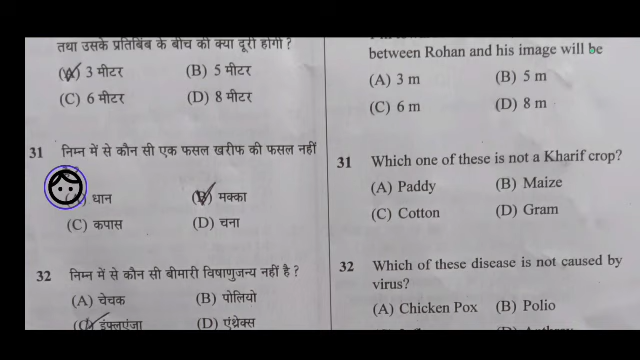 तथा उसके प्रतिबिंब के बीच की क्या दूरी होगी ?
(A) 3 मीटर (B) 5 मीटर
(C) 6 मीटर (D) 8 मीटर
31 निम्न में से कौन सी एक फसल खरीफ की फसल नहीं
धान (B) मक्का
(C) कपास (D) चना
32 निम्न में से कौन सी बीमारी विषाणुजन्य नहीं है ?
(A) चेचक (B) पोलियो
(C) इंफ्लूएंजा (D) एंथ्रेक्स
between Rohan and his image will be
(A) 3 m (B) 5 m
(C) 6 m (D) 8 m
31 Which one of these is not a Kharif crop?
(A) Paddy (B) Maize
(C) Cotton (D) Gram
32 Which of these disease is not caused by
virus?
(A) Chicken Pox (B) Polio